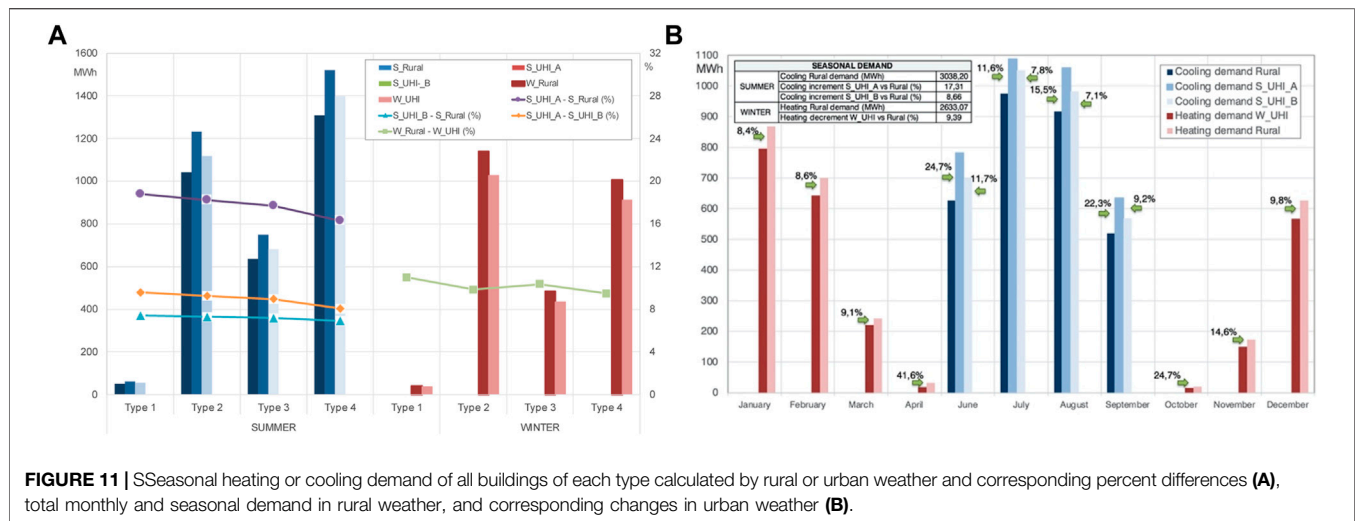 A
1600
MWh
1400
1200
1000
800
600
400
200
0
32
%
28
24
20
16
12
8
4
0
S_Rural
S_UHI_A
S_UHI-_B
W_Rural
W_UHI
S_UHI_A - S_Rural (%)
S_UHI_B - S_Rural (%)
S_UHI_A - S_UHI_B (%)
W_Rural - W_UHI (%)
Type 1 Type 2 Type 3 Type 4 Type 1 Type 2 Type 3 Type 4
SUMMER WINTER
B
1100
MWh
1000
900
800
700
600
500
400
300
200
100
0
SEASONAL DEMAND
SUMMER
Cooling Rural demand (MWh) 3038,20
Cooling increment S_UHI_A vs Rural (%) 17,31
Cooling increment S_UHI_B vs Rural (%) 8,66
WINTER
Heating Rural demand (MWh) 2633,07
Heating decrement W_UHI vs Rural (%) 9,39
Cooling demand Rural
Cooling demand S_UHI_A
Cooling demand S_UHI_B
Heating demand W_UHI
Heating demand Rural
8,4%
8,6%
9,1%
41,6%
24,7%
11,7%
11,6%
7,8%
15,5%
7,1%
22,3%
9,2%
24,7%
14,6%
9,8%
January February March April June July August September October November December
FIGURE 11 | SSeasonal heating or cooling demand of all buildings of each type calculated by rural or urban weather and corresponding percent differences (A),
total monthly and seasonal demand in rural weather, and corresponding changes in urban weather (B).